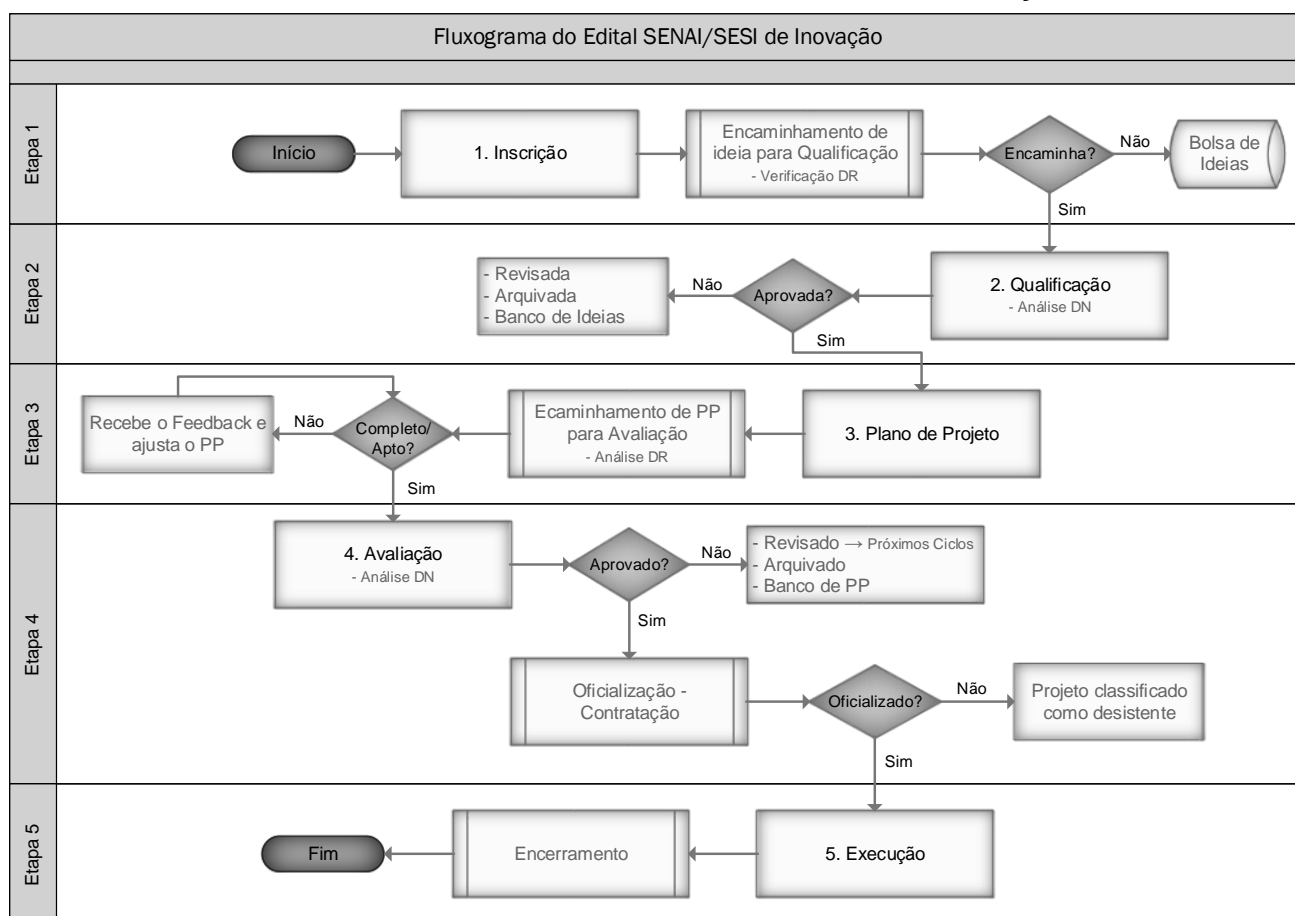 Fluxograma do Edital SENAI/SESI de Inovação
Etapa 1
Início
1. Inscrição
Encaminhamento de
ideia para Qualificação
- Verificação DR
Encaminha?
Não
Bolsa de
Ideias
Sim
Etapa 2
- Revisada
- Arquivada
- Banco de Ideias
Não
Aprovada?
2. Qualificação
- Análise DN
Sim
Etapa 3
Recebe o Feedback e
ajusta o PP
Não
Completo/
Apto?
Ecaminhamento de PP
para Avaliação
- Análise DR
3. Plano de Projeto
Sim
Etapa 4
4. Avaliação
- Análise DN
Aprovado?
Não
- Revisado → Próximos Ciclos
- Arquivado
- Banco de PP
Sim
Oficialização -
Contratação
Oficializado?
Não
Projeto classificado
como desistente
Sim
Etapa 5
Fim
Encerramento
5. Execução